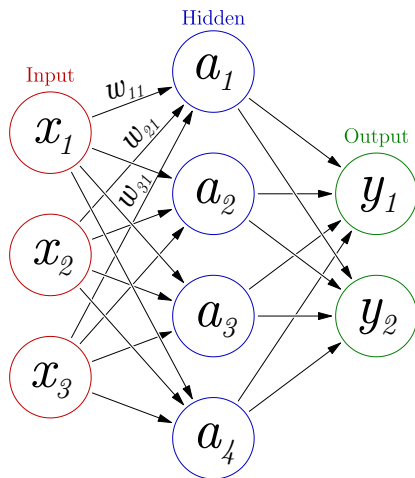 Hidden
Input
Output
w₁₁
w₂₁
w₃₁
x₁
x₂
x₃
a₁
a₂
a₃
a₄
y₁
y₂